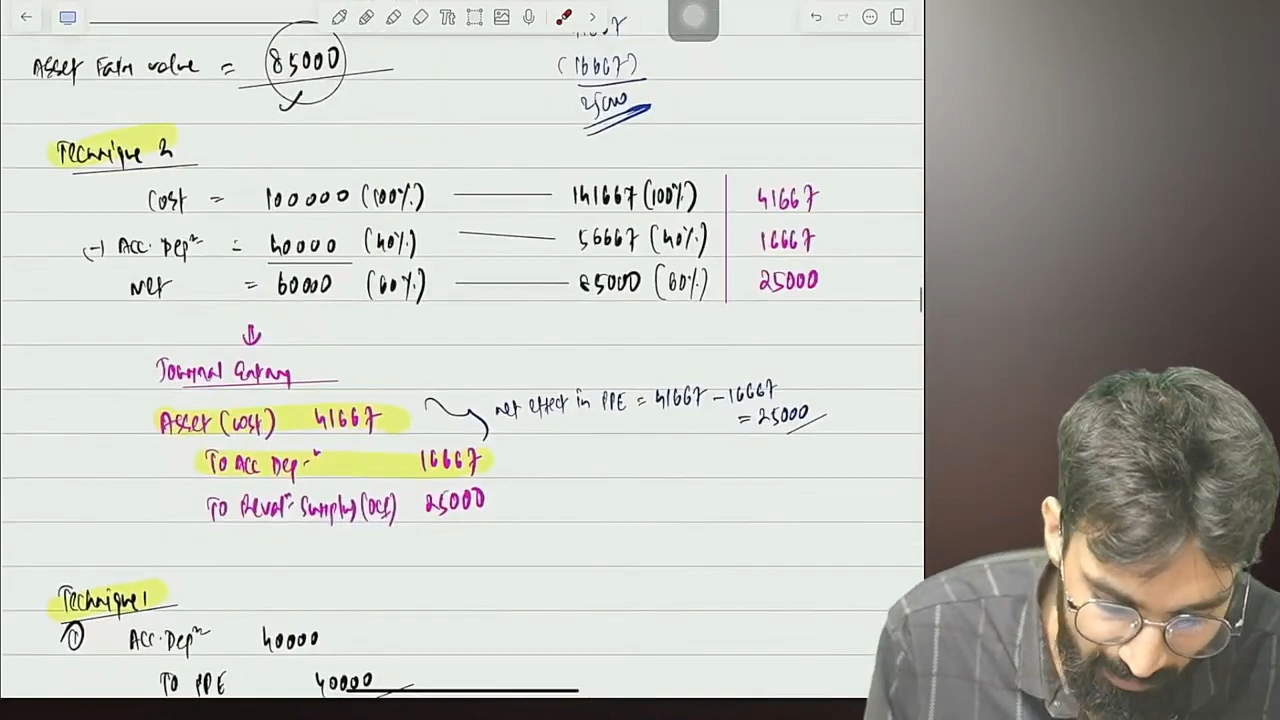 Asset Fair value = 85000
(16667)
25000
Technique 2
Cost = 100000 (100%) 141667 (100%) 41667
(-) Acc. Depⁿ = 40000 (40%) 56667 (40%) 16667
Net = 60000 (60%) 85000 (60%) 25000
Journal Entry
Asset (cost) 41667
net effect in PPE = 41667 - 16667
= 25000
To Acc Depⁿ 16667
To Revalⁿ Surplus (OCI) 25000
Technique 1
① Acc. Depⁿ 40000
To PPE 40000